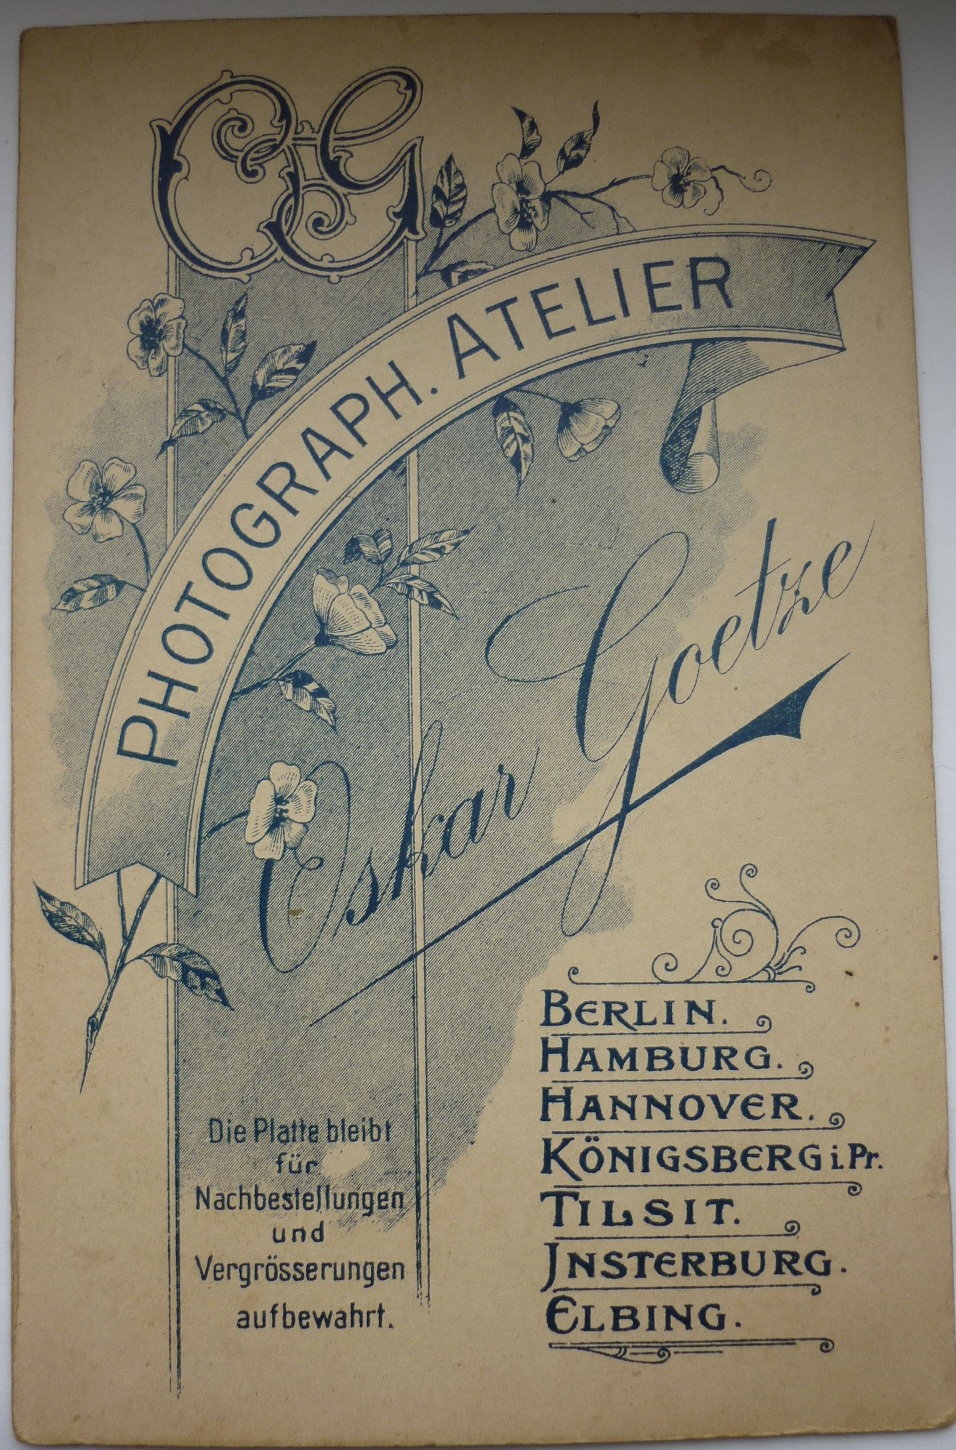 OG
PHOTOGRAPH. ATELIER
Oskar Goetze
BERLIN.
HAMBURG.
HANNOVER.
KÖNIGSBERG i. Pr.
TILSIT.
JNSTERBURG.
ELBING.
Die Platte bleibt
für
Nachbestellungen
und
Vergrösserungen
aufbewahrt.